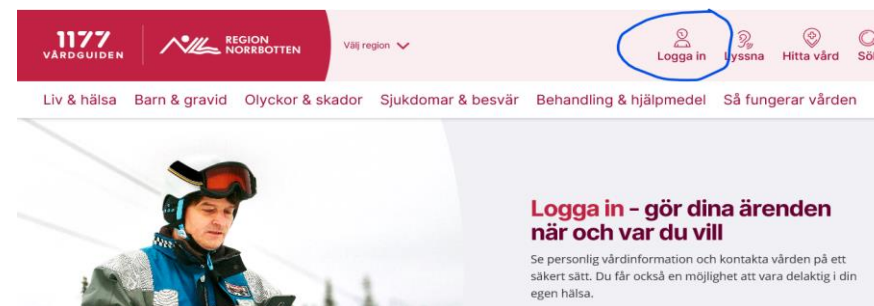 1177
VÅRDGUIDEN
REGION
NORRBOTTEN
Välj region
Logga in
Lyssna
Hitta vård
Liv & hälsa
Barn & gravid
Olyckor & skador
Sjukdomar & besvär
Behandling & hjälpmedel
Så fungerar vården
Logga in – gör dina ärenden
när och var du vill
Se personlig vårdinformation och kontakta vården på ett
säkert sätt. Du får också en möjlighet att vara delaktig i din
egen hälsa.